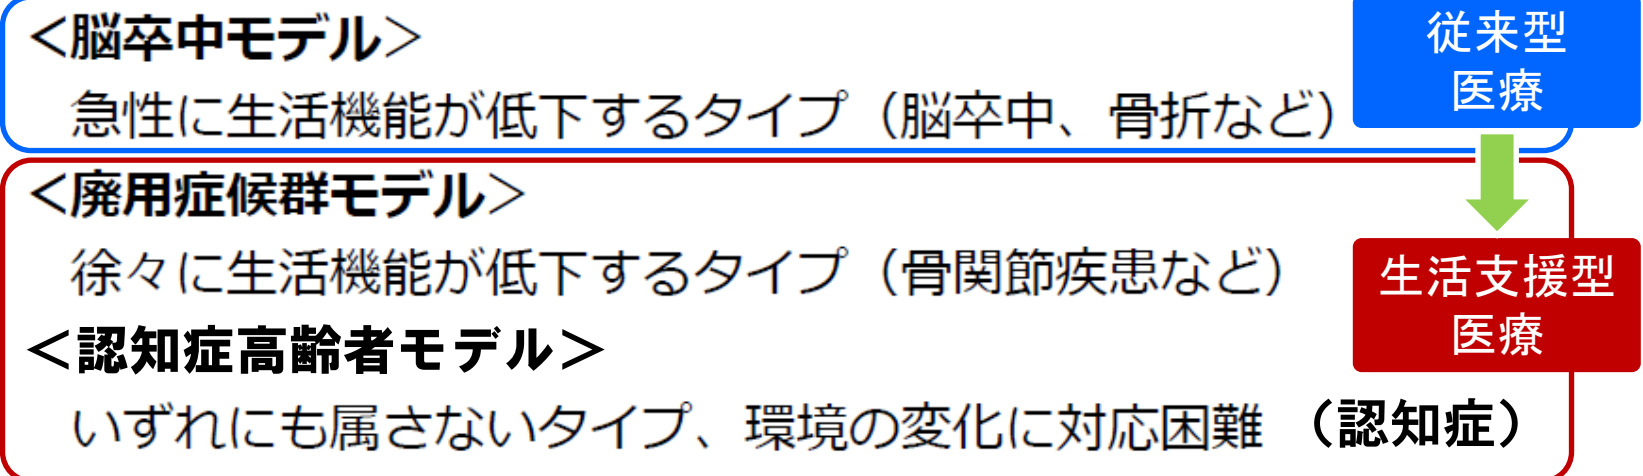 ＜脳卒中モデル＞
急性に生活機能が低下するタイプ（脳卒中、骨折など）
従来型
医療
＜廃用症候群モデル＞
徐々に生活機能が低下するタイプ（骨関節疾患など）
生活支援型
医療
＜認知症高齢者モデル＞
いずれにも属さないタイプ、環境の変化に対応困難 （認知症）